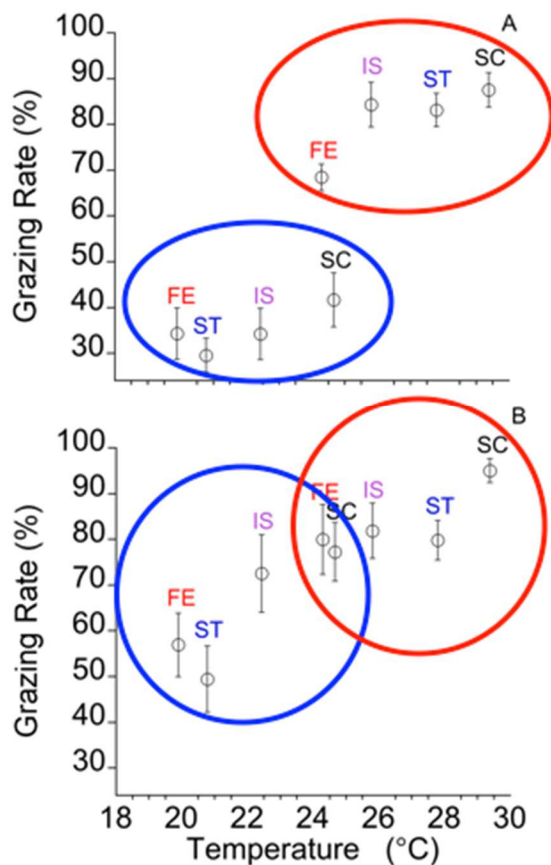 A
100
90
80
70
60
50
40
30
Grazing Rate (%)
FE
IS
ST
SC
FE
ST
IS
SC
B
100
90
80
70
60
50
40
30
Grazing Rate (%)
FE
ST
IS
FE
SC
IS
ST
SC
18 20 22 24 26 28 30
Temperature (°C)